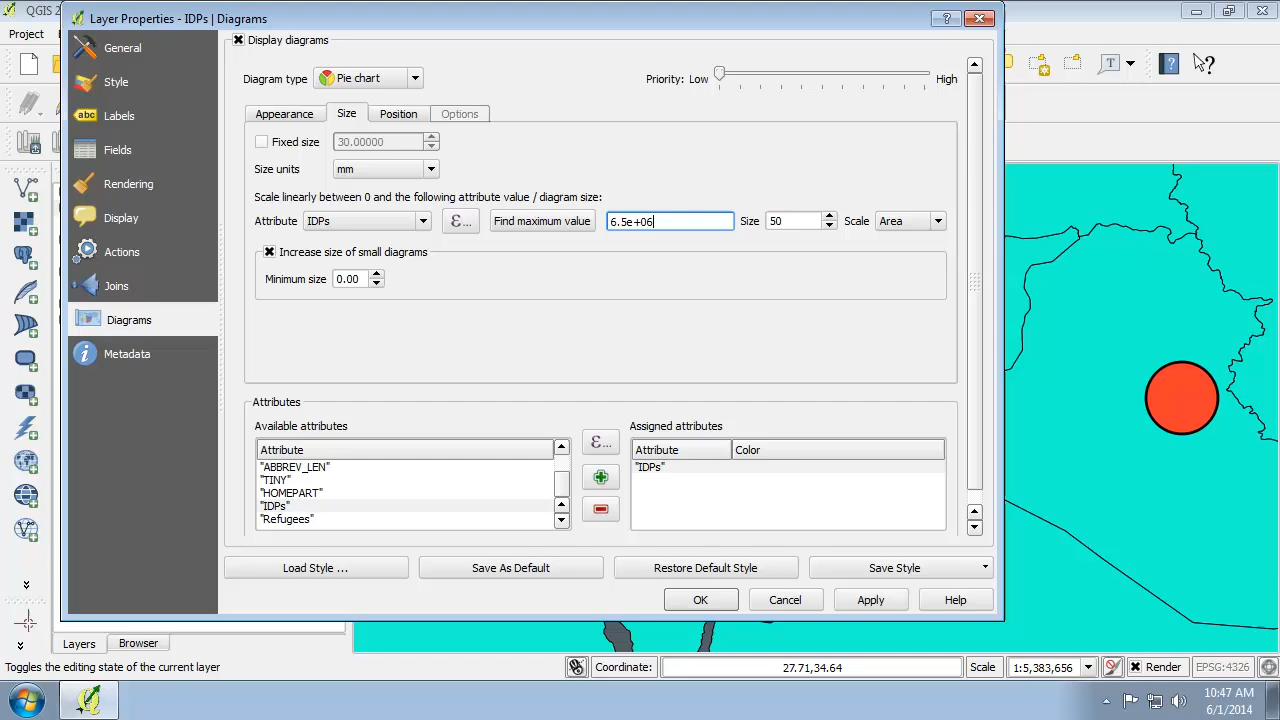 QGIS 2
Layer Properties - IDPs | Diagrams
Project
General
Style
Labels
Fields
Rendering
Display
Actions
Joins
Diagrams
Metadata
Display diagrams
Diagram type
Pie chart
Priority: Low
High
Appearance
Size
Position
Options
Fixed size
30.00000
Size units
mm
Scale linearly between 0 and the following attribute value / diagram size:
Attribute
IDPs
ε...
Find maximum value
6.5e+06
Size
50
Scale
Area
Increase size of small diagrams
Minimum size
0.00
Attributes
Available attributes
Assigned attributes
Attribute
"ABBREV_LEN"
"TINY"
"HOMEPART"
"IDPs"
"Refugees"
ε...
Attribute
Color
"IDPs"
Load Style ...
Save As Default
Restore Default Style
Save Style
OK
Cancel
Apply
Help
Layers
Browser
Toggles the editing state of the current layer
Coordinate:
27.71,34.64
Scale
1:5,383,656
Render
EPSG:4326
10:47 AM
6/1/2014